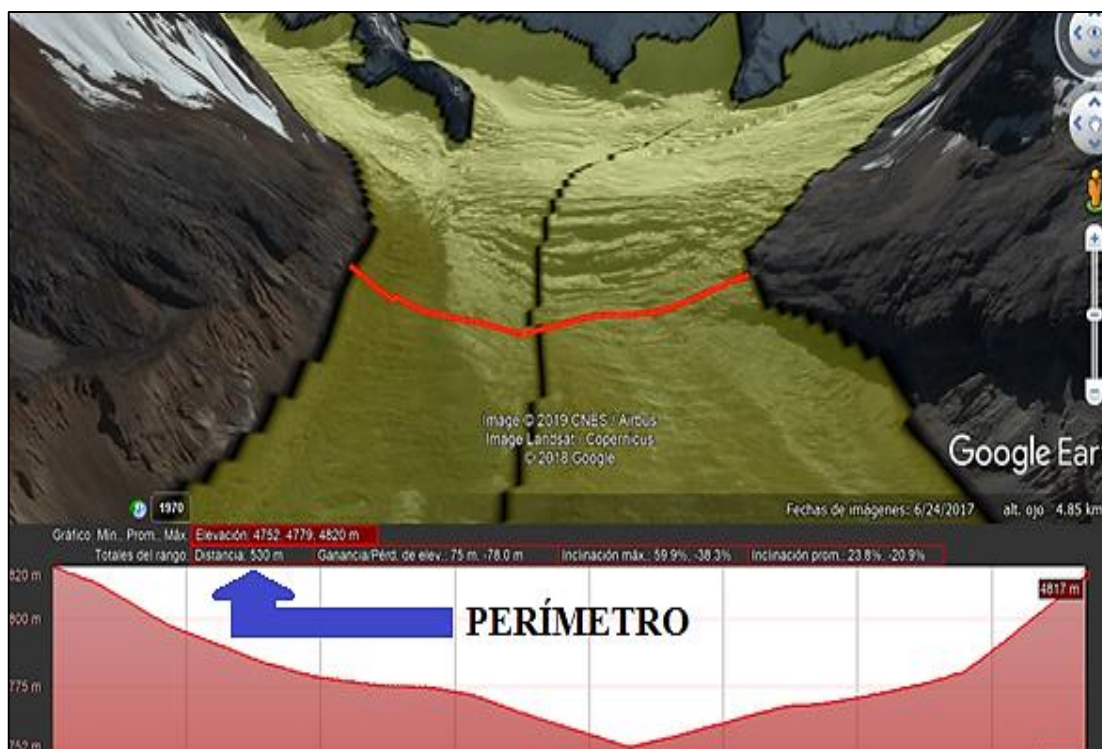 Image © 2019 CNES / Airbus
Image Landsat / Copernicus
© 2018 Google
Google Ear
1970
Fechas de imágenes: 6/24/2017 alt. ojo 4.85 km
Gráfico: Mín., Prom., Máx. Elevación: 4752, 4779, 4820 m
Totales del rango: Distancia: 530 m Ganancia/Pérd. de elev.: 75 m, -78.0 m Inclinación máx.: 59.9%, -38.3% Inclinación prom.: 23.8%, -20.9%
820 m
4817 m
800 m
PERÍMETRO
775 m
752 m